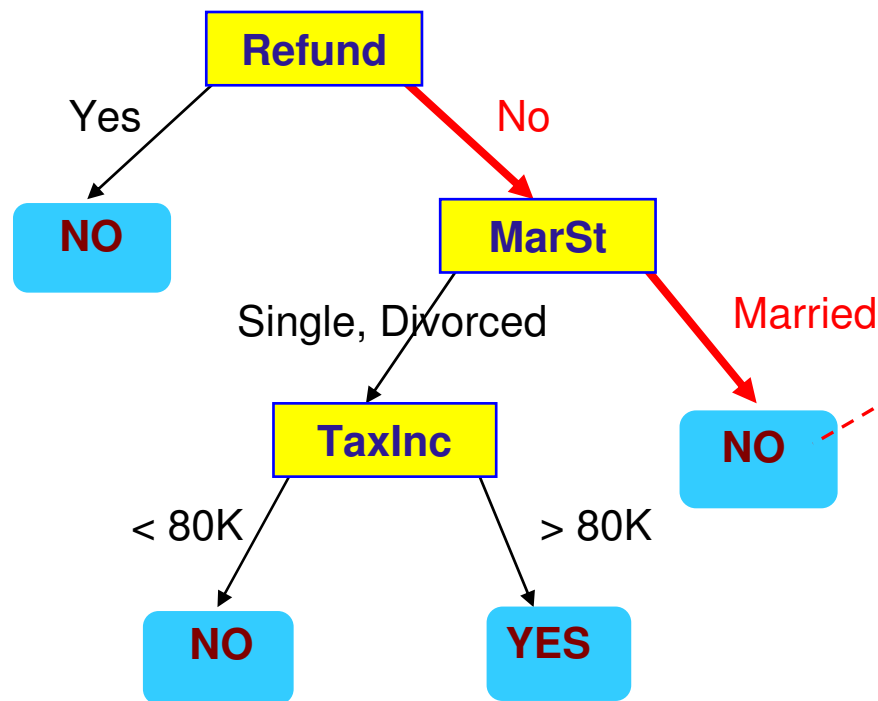 Refund
Yes
No
NO
MarSt
Single, Divorced
Married
TaxInc
NO
< 80K
> 80K
NO
YES